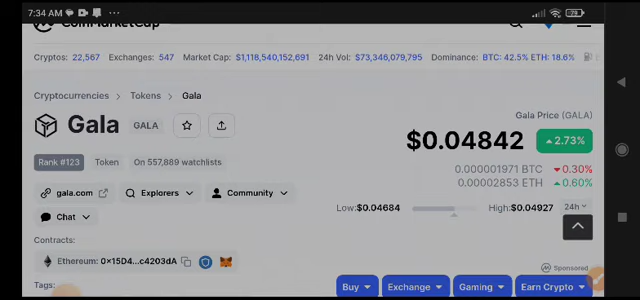 7:34 AM
79
CoinMarketCap
Cryptos: 22,567 Exchanges: 547 Market Cap: $1,118,540,152,691 24h Vol: $73,346,079,795 Dominance: BTC: 42.5% ETH: 18.6%
Cryptocurrencies > Tokens > Gala
Gala GALA
Gala Price (GALA)
$0.04842 2.73%
Rank #123 Token On 557,889 watchlists
0.000001971 BTC 0.30%
0.00002853 ETH 0.60%
gala.com Explorers Community
Low:$0.04684 High:$0.04927 24h
Chat
Contracts:
Ethereum: 0x15D4...c4203dA
Sponsored
Tags:
Buy Exchange Gaming Earn Crypto